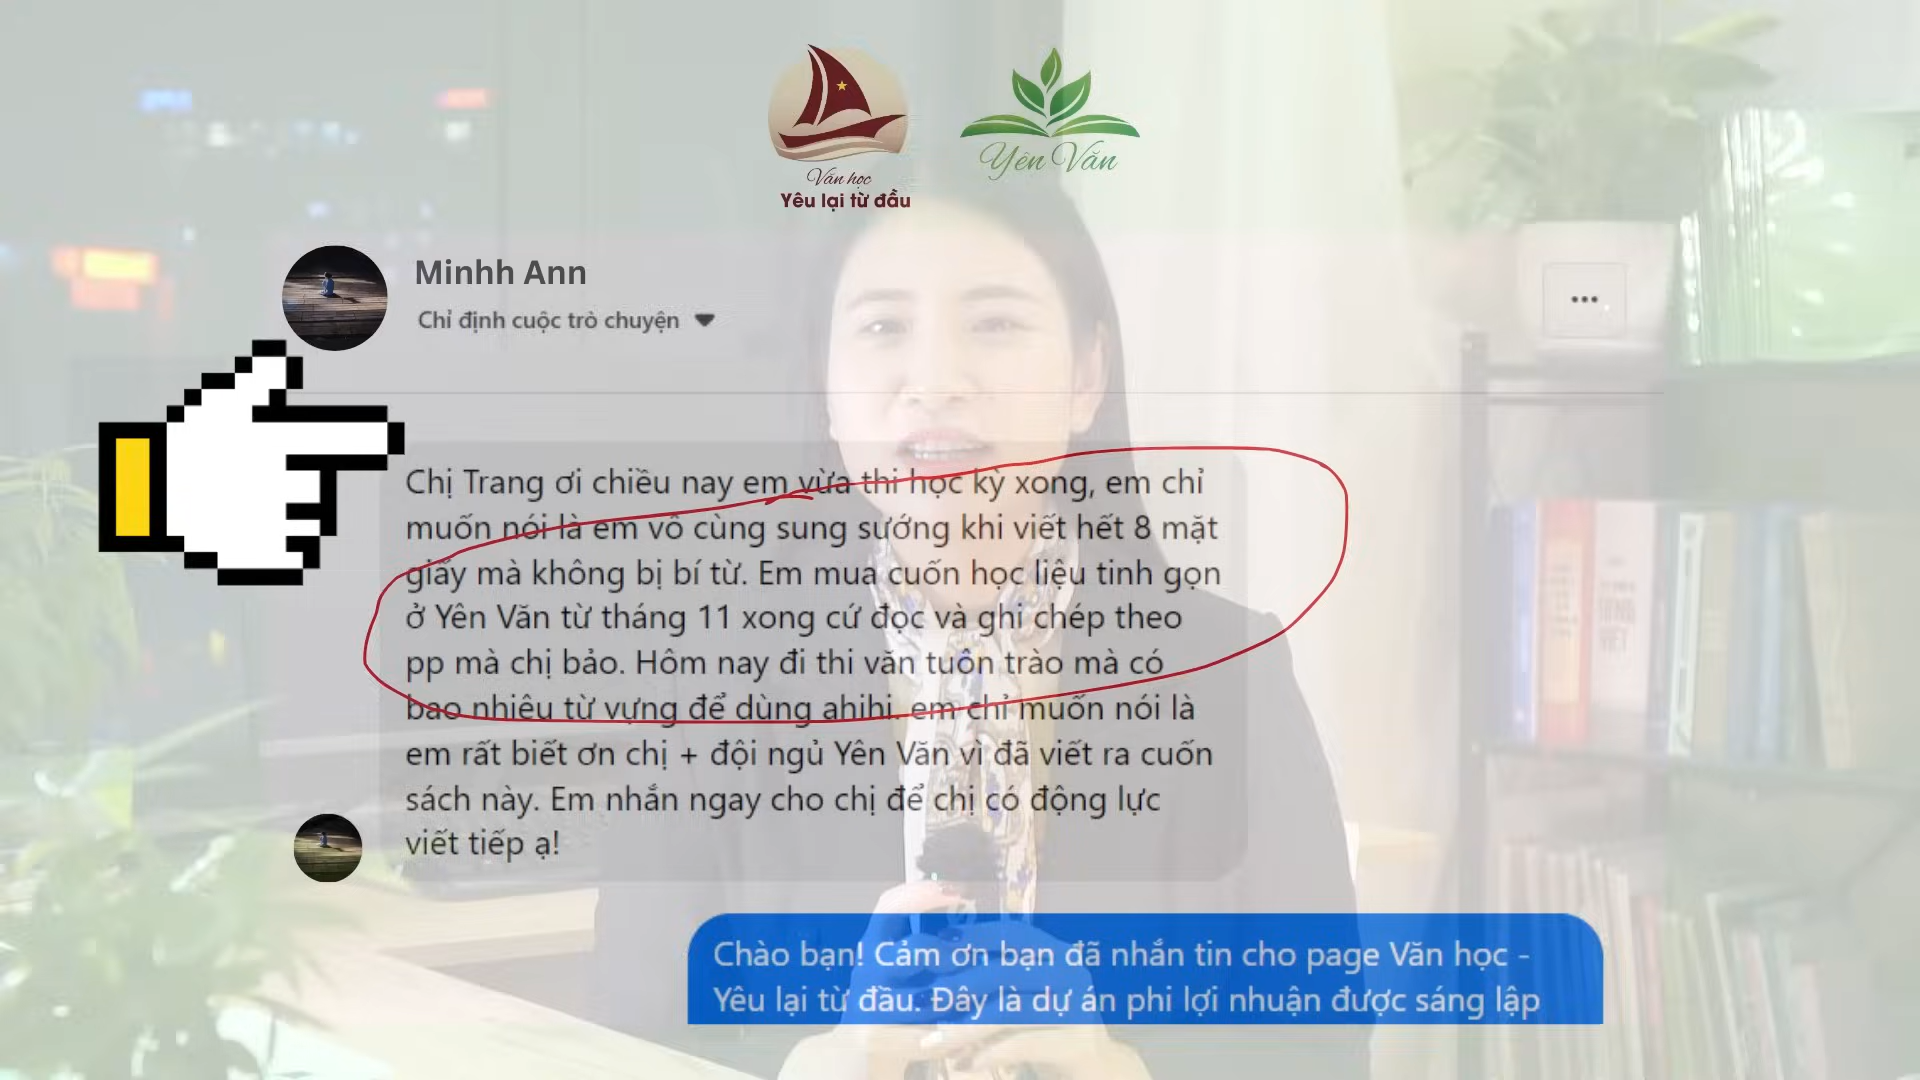 Văn học
Yêu lại từ đầu
Yên Văn
Minhh Ann
Chỉ định cuộc trò chuyện
Chị Trang ơi chiều nay em vừa thi học kỳ xong, em chỉ
muốn nói là em vô cùng sung sướng khi viết hết 8 mặt
giấy mà không bị bí từ. Em mua cuốn học liệu tinh gọn
ở Yên Văn từ tháng 11 xong cứ đọc và ghi chép theo
pp mà chị bảo. Hôm nay đi thi văn tuôn trào mà có
bao nhiêu từ vựng để dùng ahihi. em chỉ muốn nói là
em rất biết ơn chị + đội ngủ Yên Văn vì đã viết ra cuốn
sách này. Em nhắn ngay cho chị để chị có động lực
viết tiếp ạ!
Chào bạn! Cảm ơn bạn đã nhắn tin cho page Văn học -
Yêu lại từ đầu. Đây là dự án phi lợi nhuận được sáng lập